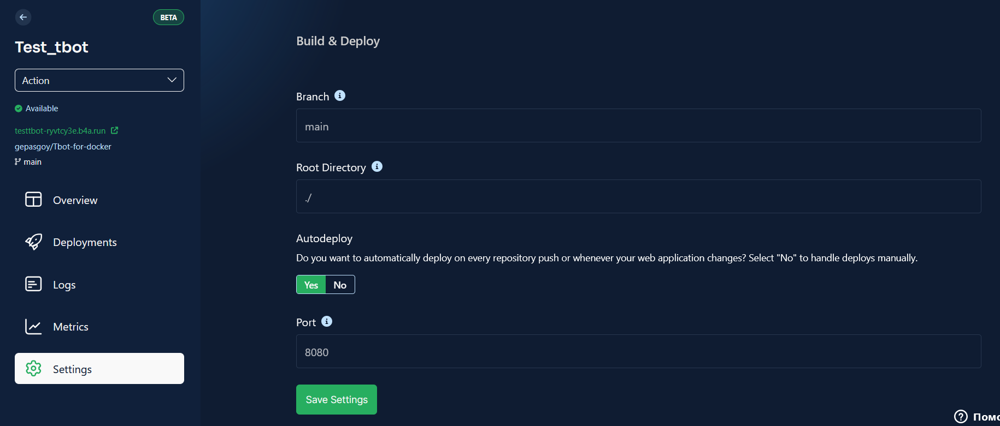 BETA
Test_tbot
Action
Available
testtbot-ryvtcy3e.b4a.run
gepasgoy/Tbot-for-docker
main
Overview
Deployments
Logs
Metrics
Settings
Build & Deploy
Branch
main
Root Directory
./
Autodeploy
Do you want to automatically deploy on every repository push or whenever your web application changes? Select "No" to handle deploys manually.
Yes No
Port
8080
Save Settings